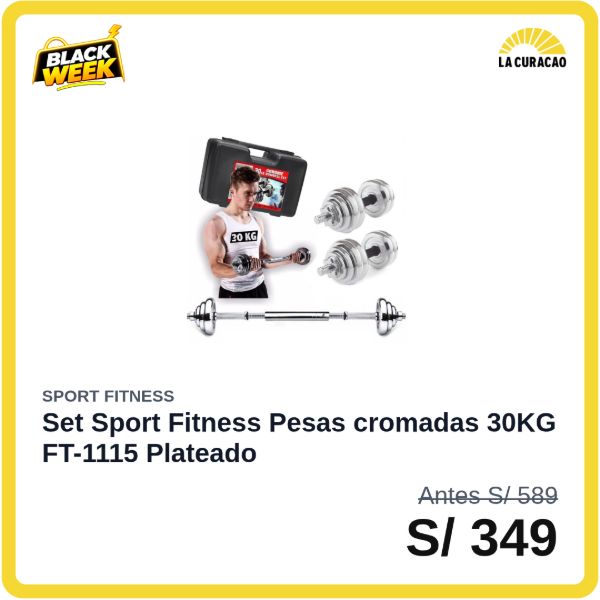 BLACK
WEEK
LA CURACAO
30 KG
SPORT FITNESS
Set Sport Fitness Pesas cromadas 30KG
FT-1115 Plateado
Antes S/ 589
S/ 349